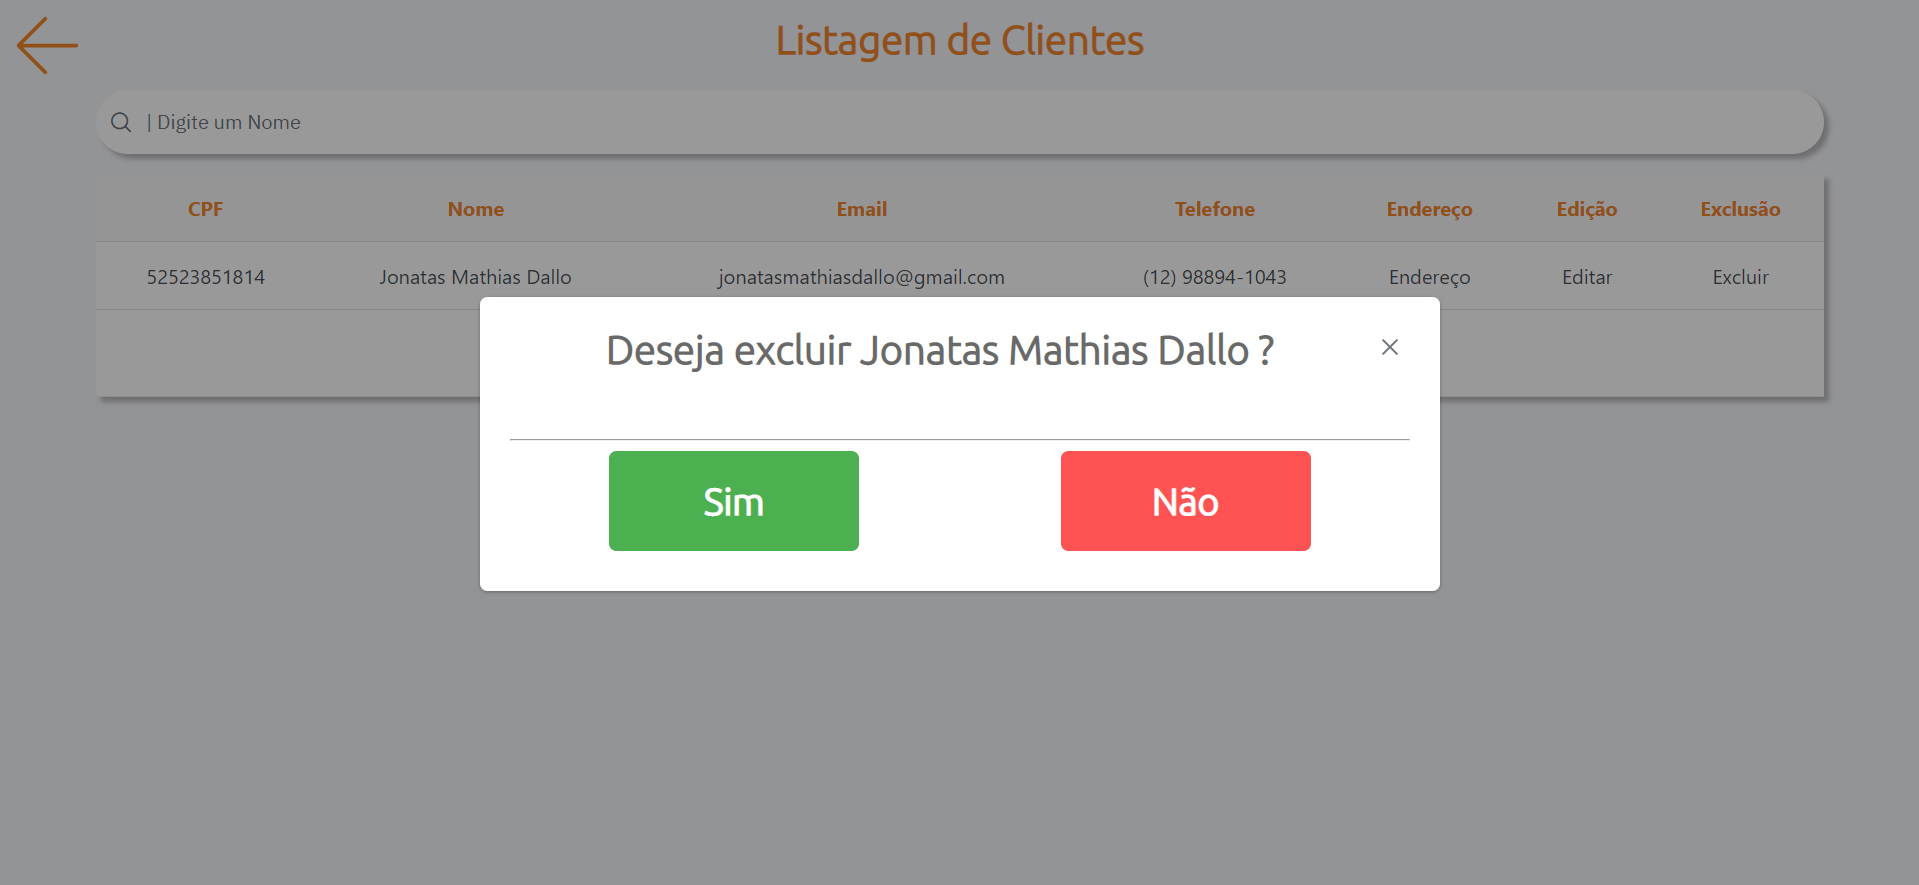 Listagem de Clientes
| Digite um Nome
CPF Nome Email Telefone Endereço Edição Exclusão
52523851814 Jonatas Mathias Dallo jonatasmathiasdallo@gmail.com (12) 98894-1043 Endereço Editar Excluir
Deseja excluir Jonatas Mathias Dallo ?
Sim Não